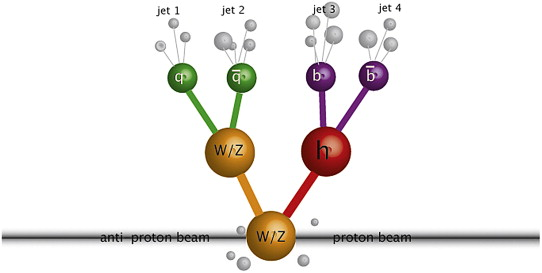 jet 1 jet 2 jet 3 jet 4
q q̅ b b̅
W/Z h
anti-proton beam W/Z proton beam